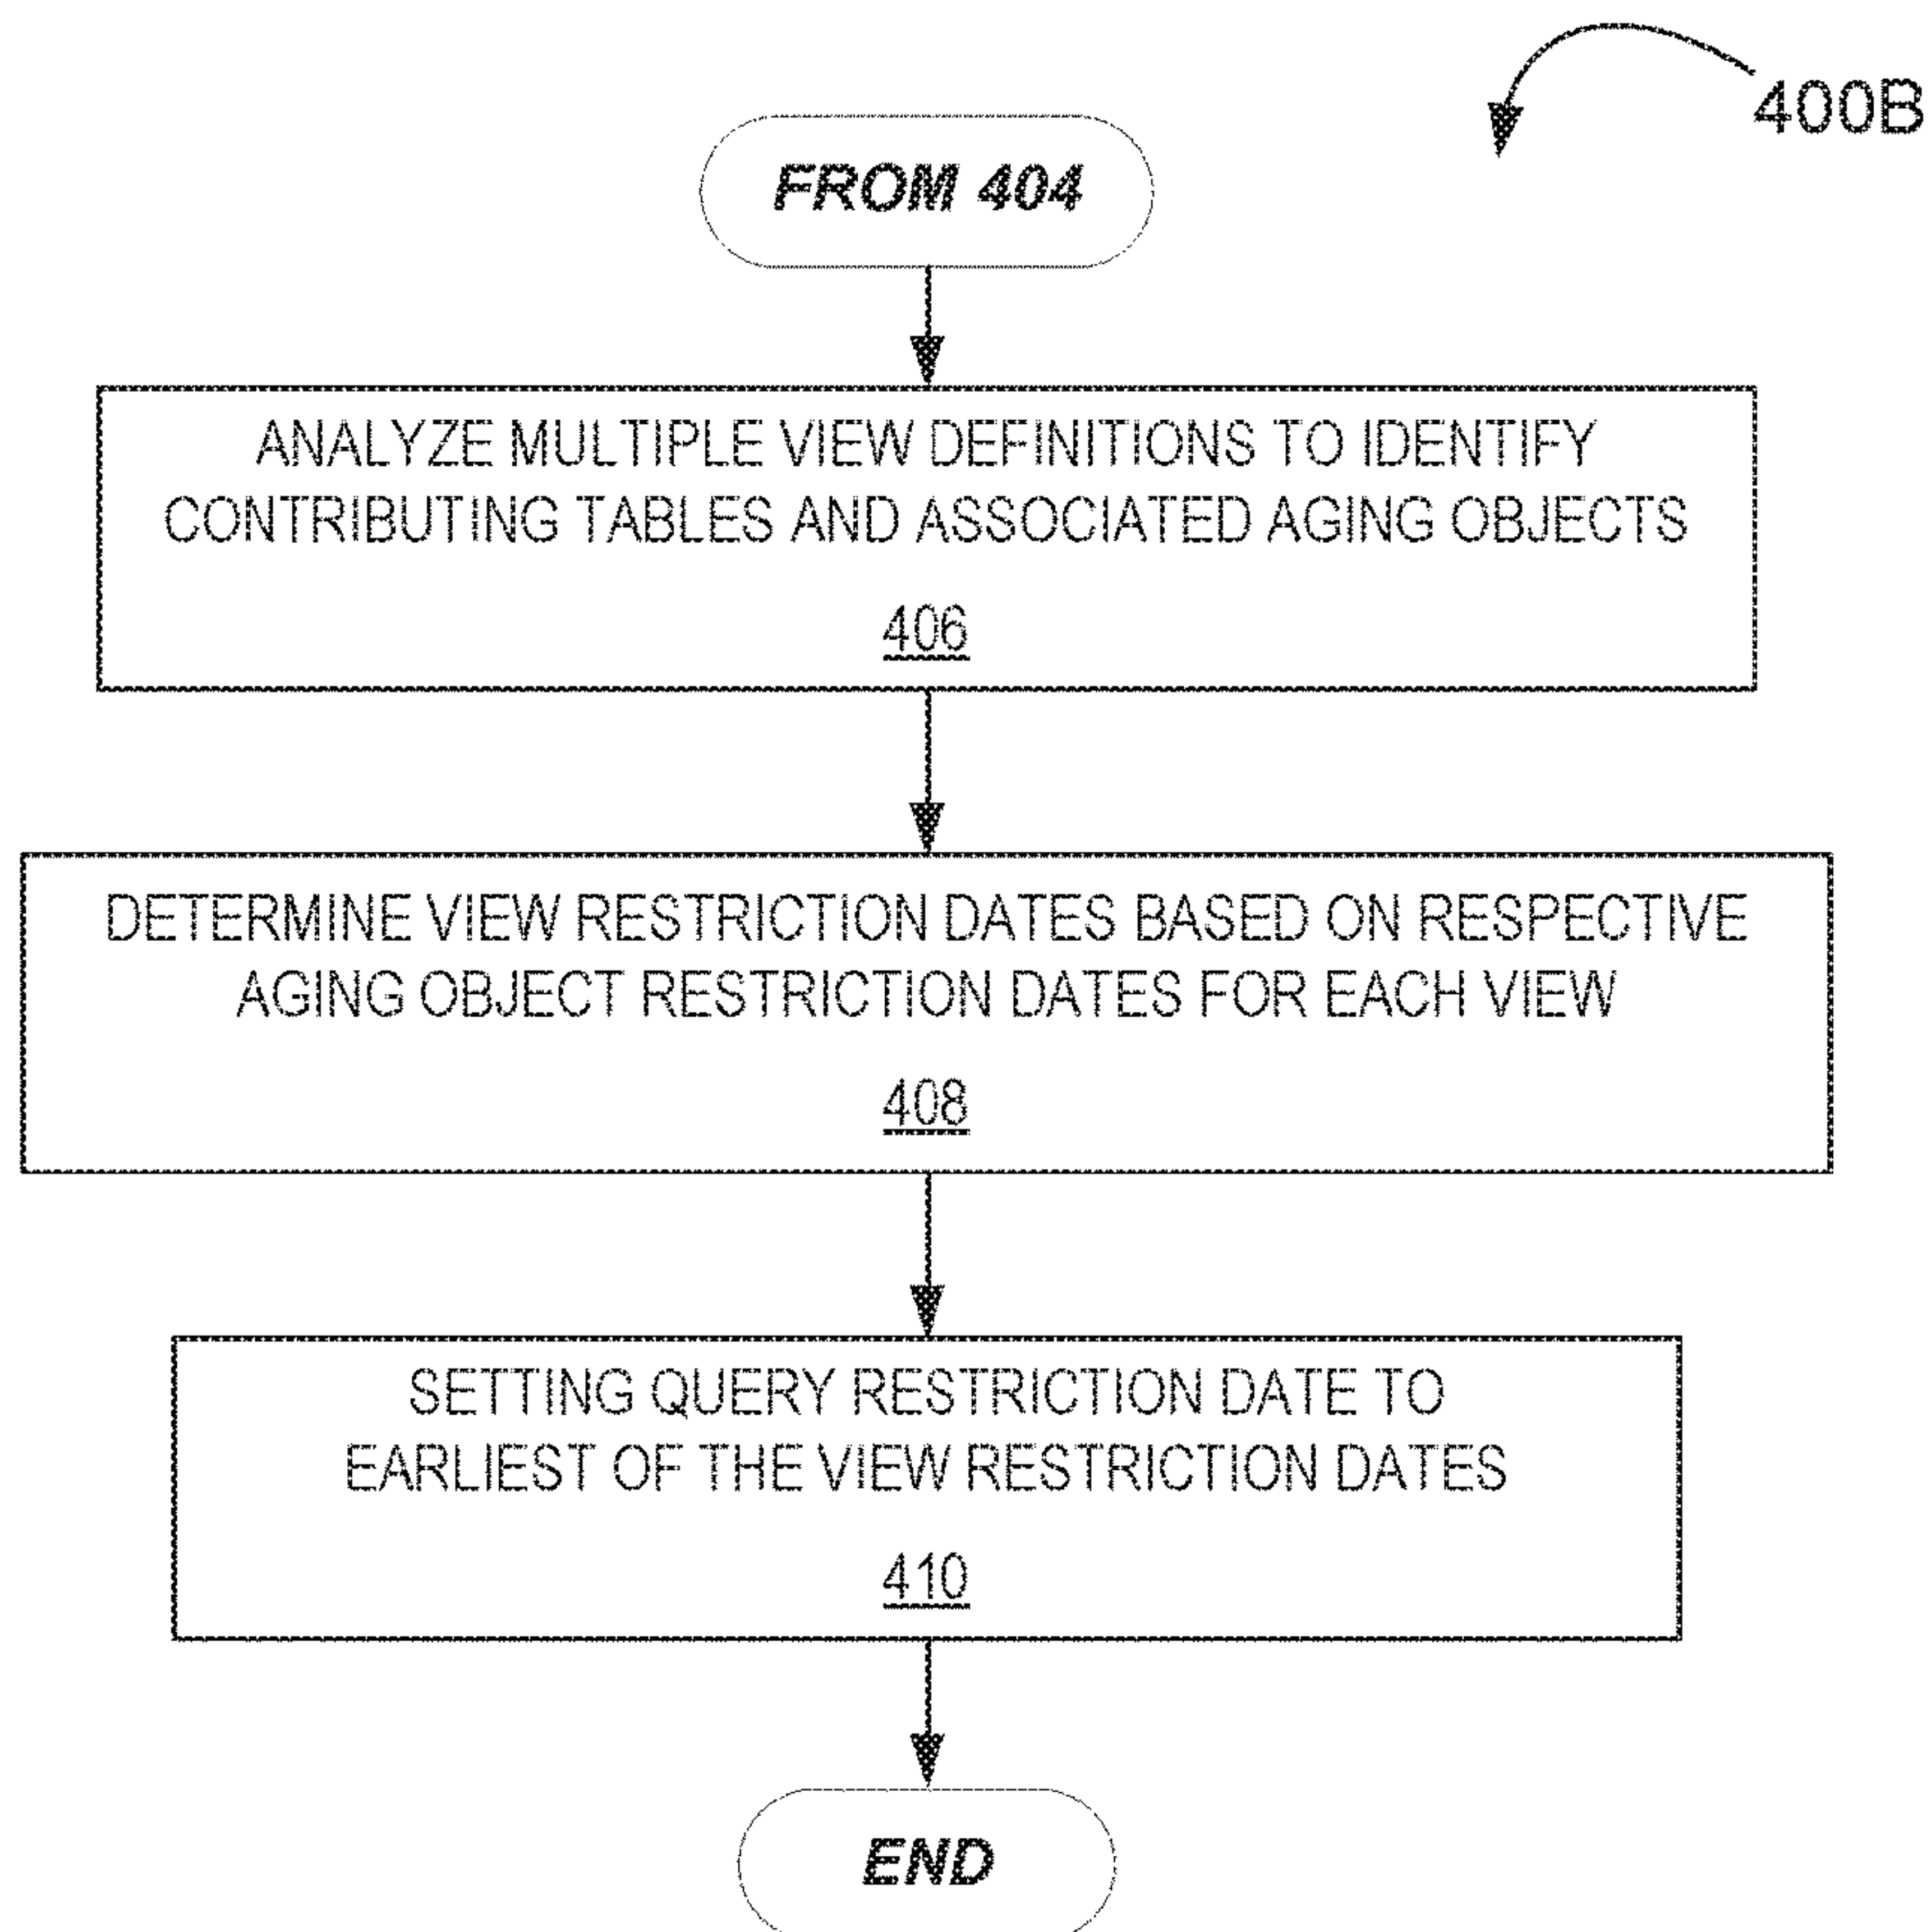 400B
FROM 404
ANALYZE MULTIPLE VIEW DEFINITIONS TO IDENTIFY
CONTRIBUTING TABLES AND ASSOCIATED AGING OBJECTS
406
DETERMINE VIEW RESTRICTION DATES BASED ON RESPECTIVE
AGING OBJECT RESTRICTION DATES FOR EACH VIEW
408
SETTING QUERY RESTRICTION DATE TO
EARLIEST OF THE VIEW RESTRICTION DATES
410
END